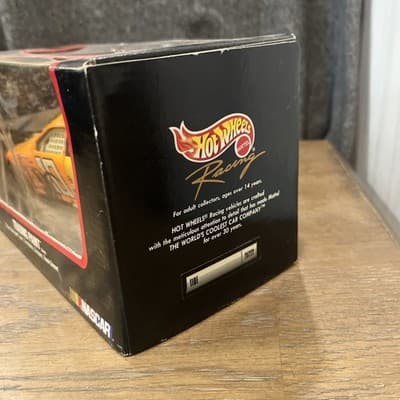 HOT WHEELS
MATTEL
Racing
For adult collectors, ages over 14 years.
HOT WHEELS® Racing vehicles are crafted
with the meticulous attention to detail that has made Mattel
THE WORLD'S COOLEST CAR COMPANY™
for over 30 years.
NASCAR